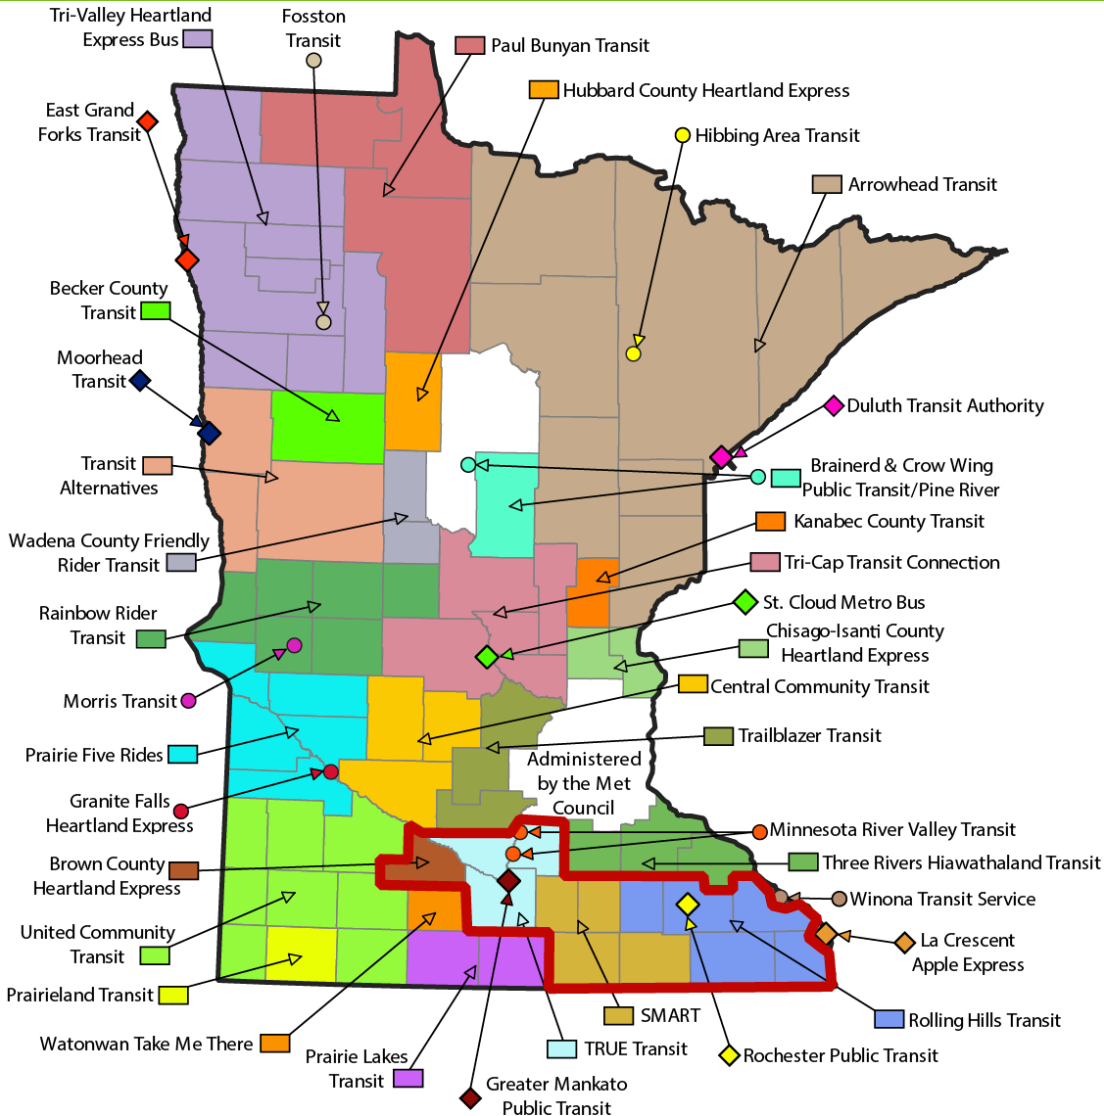 Tri-Valley Heartland
Express Bus
Fosston
Transit
Paul Bunyan Transit
Hubbard County Heartland Express
East Grand
Forks Transit
Hibbing Area Transit
Arrowhead Transit
Becker County
Transit
Moorhead
Transit
Duluth Transit Authority
Transit
Alternatives
Brainerd & Crow Wing
Public Transit/Pine River
Kanabec County Transit
Wadena County Friendly
Rider Transit
Tri-Cap Transit Connection
St. Cloud Metro Bus
Rainbow Rider
Transit
Chisago-Isanti County
Heartland Express
Morris Transit
Central Community Transit
Prairie Five Rides
Trailblazer Transit
Administered
by the Met
Council
Granite Falls
Heartland Express
Minnesota River Valley Transit
Brown County
Heartland Express
Three Rivers Hiawathaland Transit
Winona Transit Service
United Community
Transit
La Crescent
Apple Express
Prairieland Transit
SMART
Rolling Hills Transit
Watonwan Take Me There
Prairie Lakes
Transit
TRUE Transit
Rochester Public Transit
Greater Mankato
Public Transit